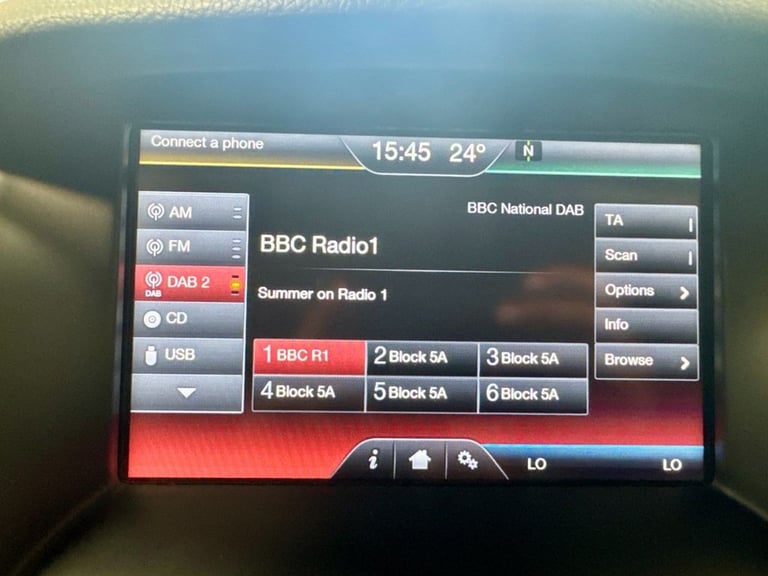 Connect a phone
15:45 24°
N
AM
FM
DAB
DAB 2
CD
USB
BBC National DAB
BBC Radio1
Summer on Radio 1
1 BBC R1
2 Block 5A
3 Block 5A
4 Block 5A
5 Block 5A
6 Block 5A
TA
Scan
Options
Info
Browse
i
LO
LO